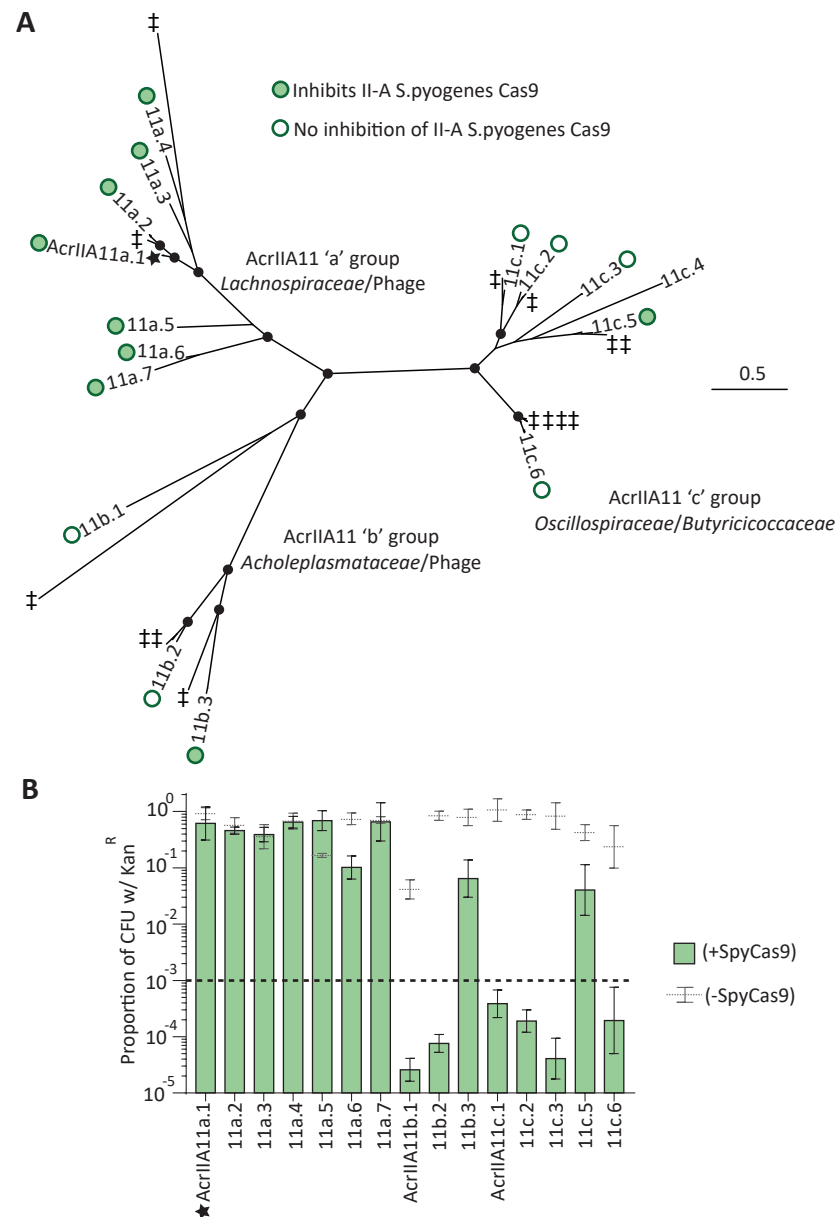 A
‡
Inhibits II-A S.pyogenes Cas9
No inhibition of II-A S.pyogenes Cas9
11a.4
11a.3
11a.2
‡
AcrIIA11a.1
AcrIIA11 'a' group
Lachnospiraceae/Phage
11a.5
11a.6
11a.7
11c.1
11c.2
‡
‡
11c.3
11c.4
11c.5
‡‡
0.5
‡‡‡‡
11c.6
AcrIIA11 'c' group
Oscillospiraceae/Butyricicoccaceae
11b.1
‡
AcrIIA11 'b' group
Acholeplasmataceae/Phage
‡‡
11b.2
‡
11b.3
B
Proportion of CFU w/ Kan^R
10^0
10^-1
10^-2
10^-3
10^-4
10^-5
(+SpyCas9)
(-SpyCas9)
★AcrIIA11a.1
11a.2
11a.3
11a.4
11a.5
11a.6
11a.7
AcrIIA11b.1
11b.2
11b.3
AcrIIA11c.1
11c.2
11c.3
11c.5
11c.6